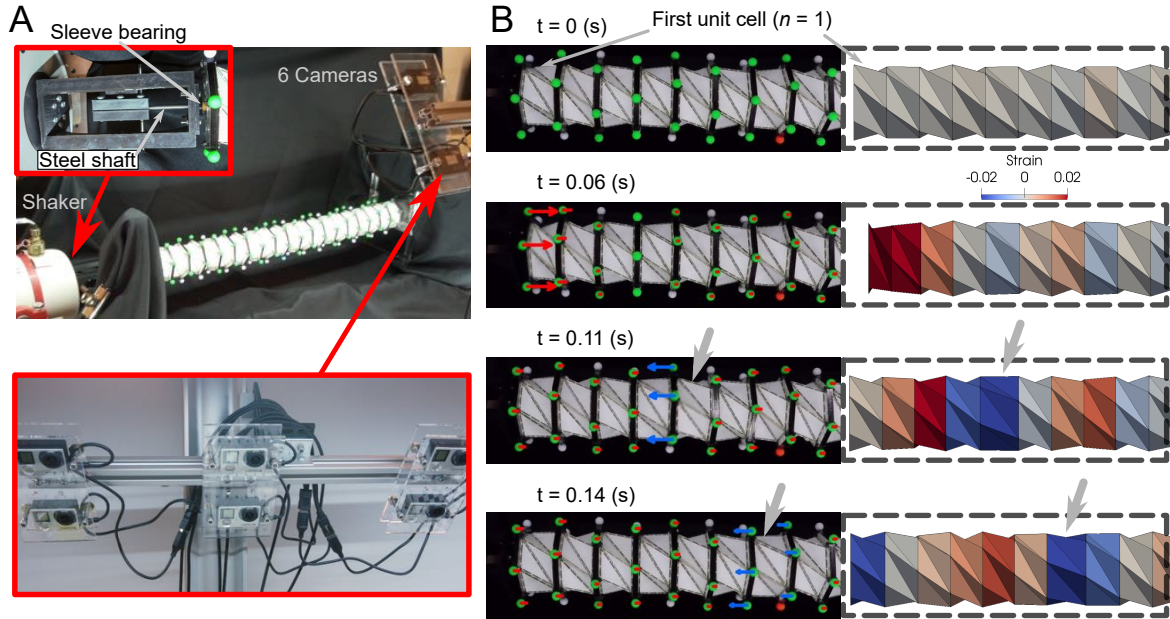 A
Sleeve bearing
6 Cameras
Steel shaft
Shaker
B
t = 0 (s)
First unit cell (n = 1)
t = 0.06 (s)
Strain
-0.02 0 0.02
t = 0.11 (s)
t = 0.14 (s)